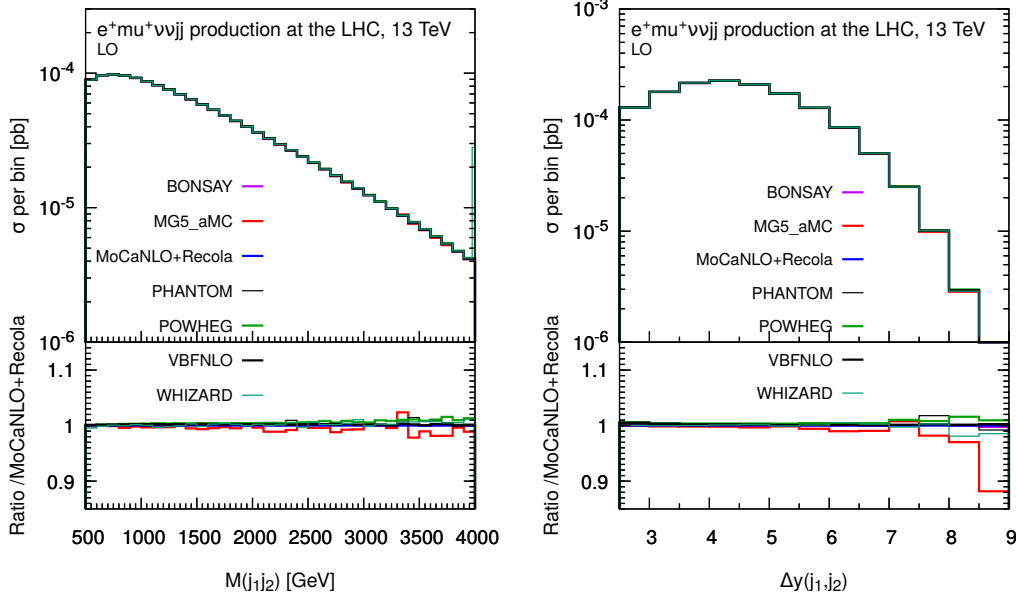 e⁺mu⁺ννjj production at the LHC, 13 TeV
LO
10⁻⁴
10⁻⁵
10⁻⁶
σ per bin [pb]
BONSAY
MG5_aMC
MoCaNLO+Recola
PHANTOM
POWHEG
VBFNLO
WHIZARD
1.1
1
0.9
Ratio /MoCaNLO+Recola
500 1000 1500 2000 2500 3000 3500 4000
M(j₁j₂) [GeV]
e⁺mu⁺ννjj production at the LHC, 13 TeV
LO
10⁻³
10⁻⁴
10⁻⁵
10⁻⁶
σ per bin [pb]
BONSAY
MG5_aMC
MoCaNLO+Recola
PHANTOM
POWHEG
VBFNLO
WHIZARD
1.1
1
0.9
Ratio /MoCaNLO+Recola
3 4 5 6 7 8 9
Δy(j₁,j₂)